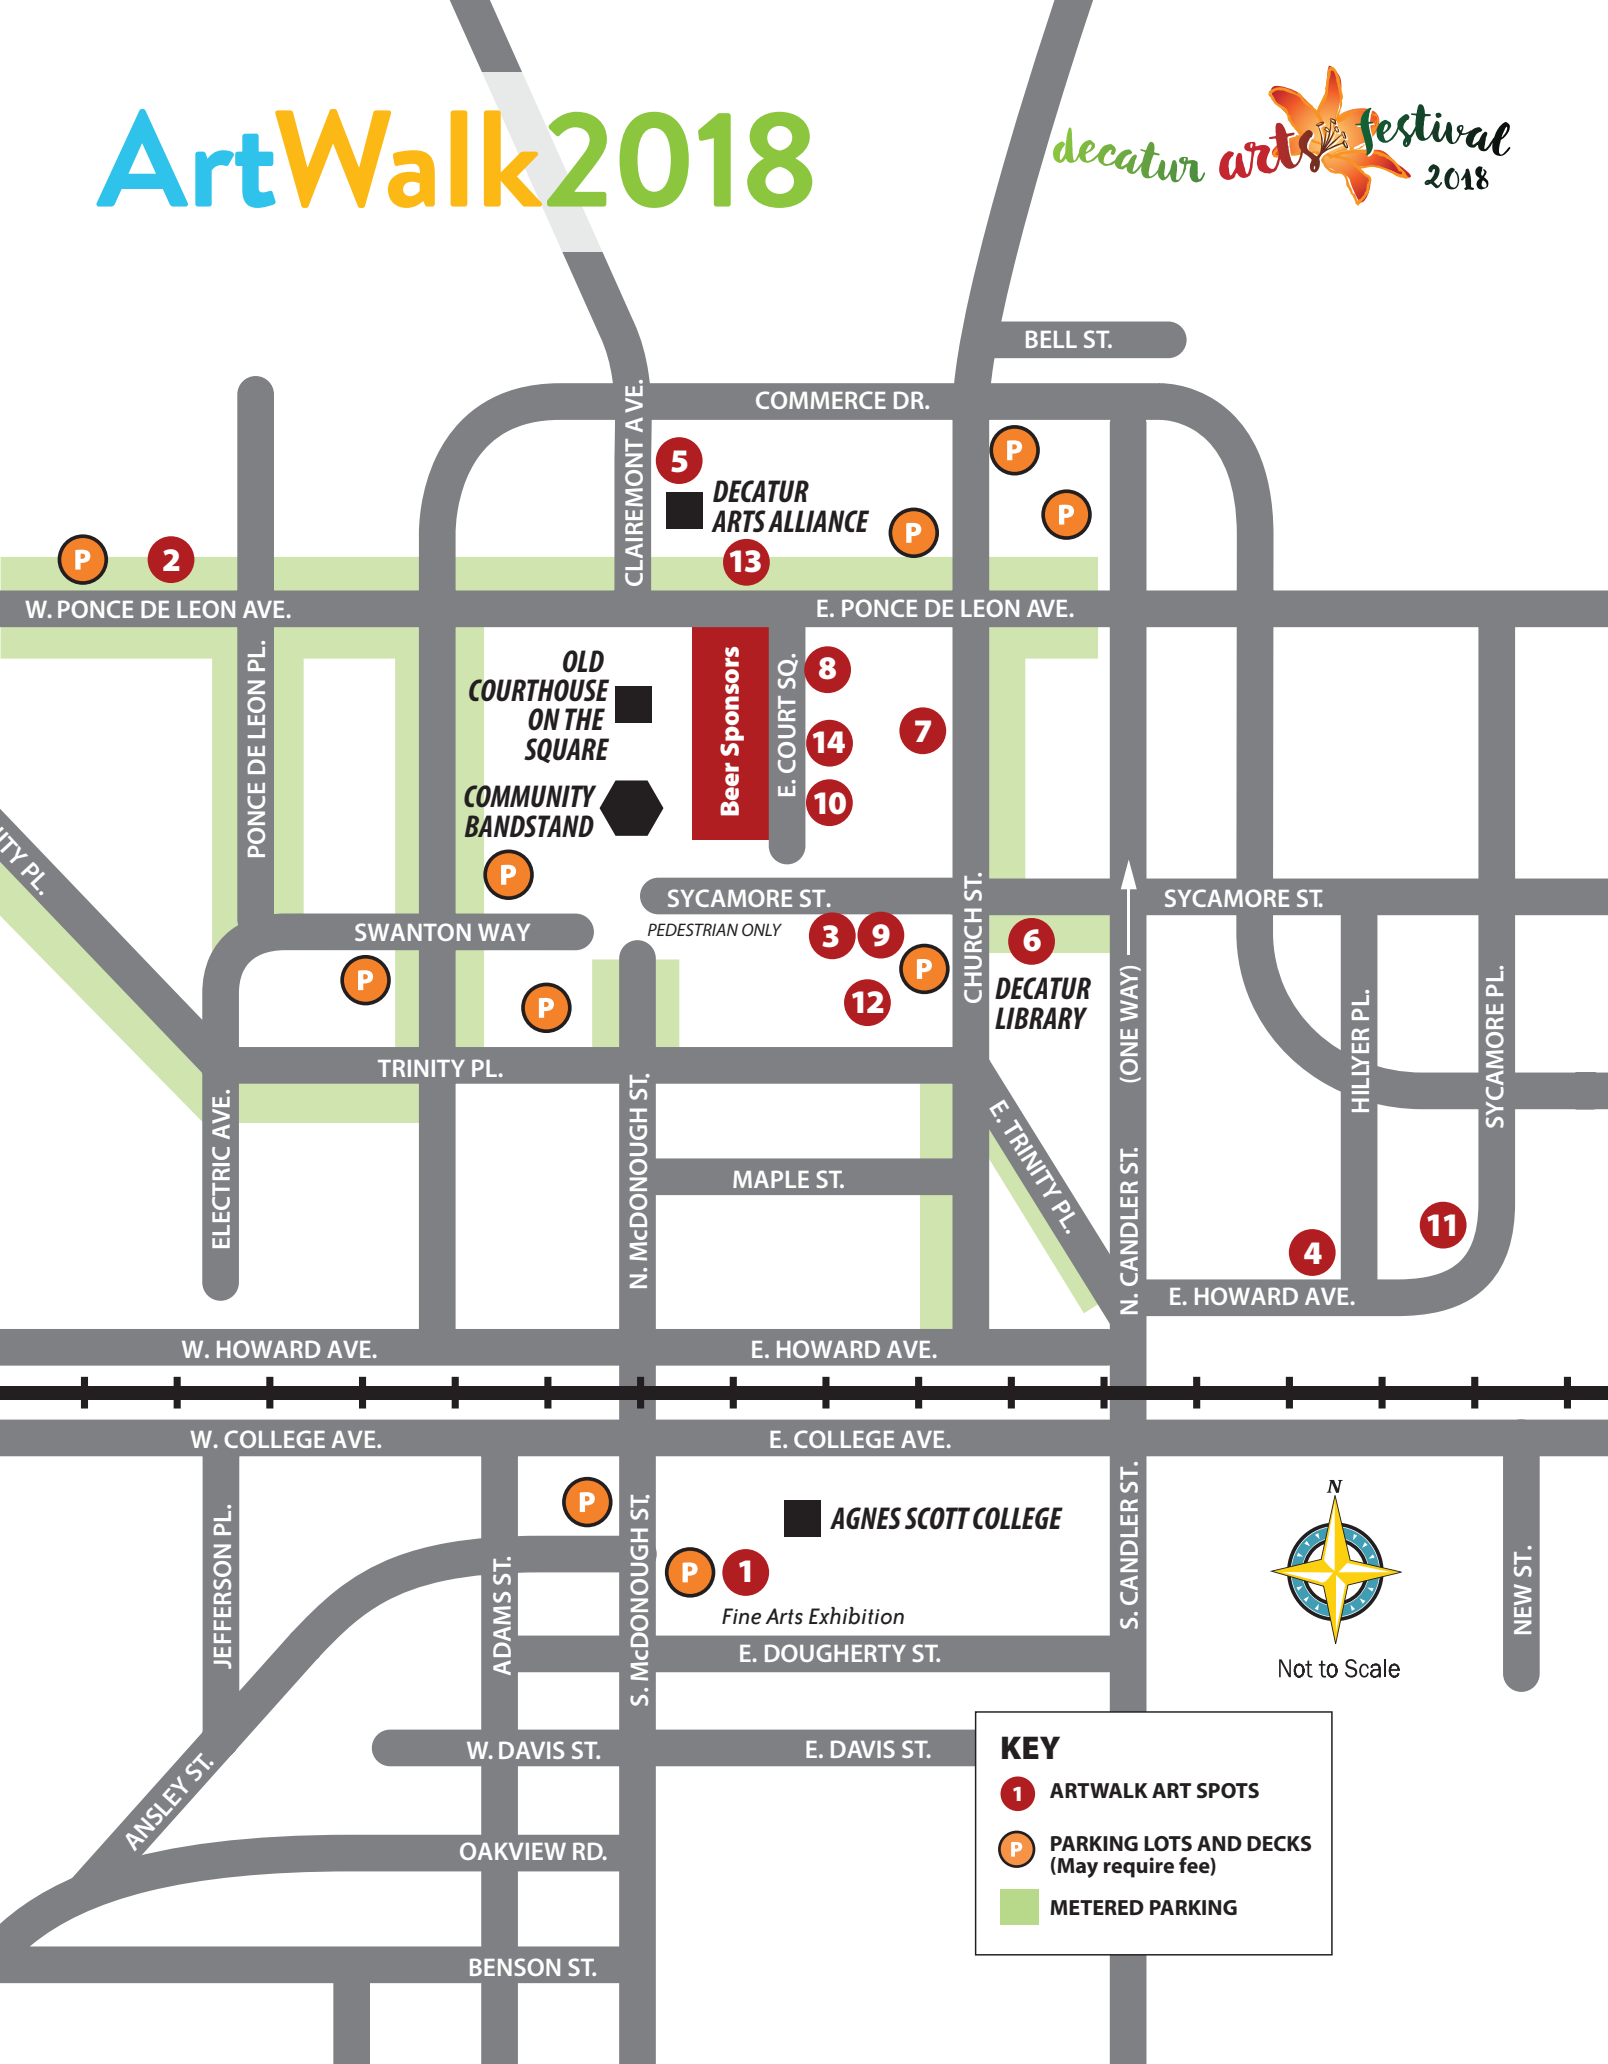 ArtWalk2018
decatur arts festival
2018
BELL ST.
COMMERCE DR.
CLAIREMONT AVE.
P
5
DECATUR
ARTS ALLIANCE
P
P
P
2
13
W. PONCE DE LEON AVE.
E. PONCE DE LEON AVE.
PONCE DE LEON PL.
OLD
COURTHOUSE
ON THE
SQUARE
Beer Sponsors
E. COURT SQ.
8
14
7
10
COMMUNITY
BANDSTAND
P
ITY PL.
SYCAMORE ST.
PEDESTRIAN ONLY
SYCAMORE ST.
SWANTON WAY
3
9
CHURCH ST.
6
P
P
P
12
DECATUR
LIBRARY
(ONE WAY)
HILLYER PL.
SYCAMORE PL.
TRINITY PL.
ELECTRIC AVE.
N. McDONOUGH ST.
E. TRINITY PL.
MAPLE ST.
N. CANDLER ST.
11
4
E. HOWARD AVE.
W. HOWARD AVE.
E. HOWARD AVE.
W. COLLEGE AVE.
E. COLLEGE AVE.
JEFFERSON PL.
P
S. McDONOUGH ST.
AGNES SCOTT COLLEGE
S. CANDLER ST.
N
ADAMS ST.
P
1
Fine Arts Exhibition
NEW ST.
E. DOUGHERTY ST.
Not to Scale
W. DAVIS ST.
E. DAVIS ST.
ANSLEY ST.
OAKVIEW RD.
BENSON ST.
KEY
1 ARTWALK ART SPOTS
P PARKING LOTS AND DECKS
(May require fee)
METERED PARKING